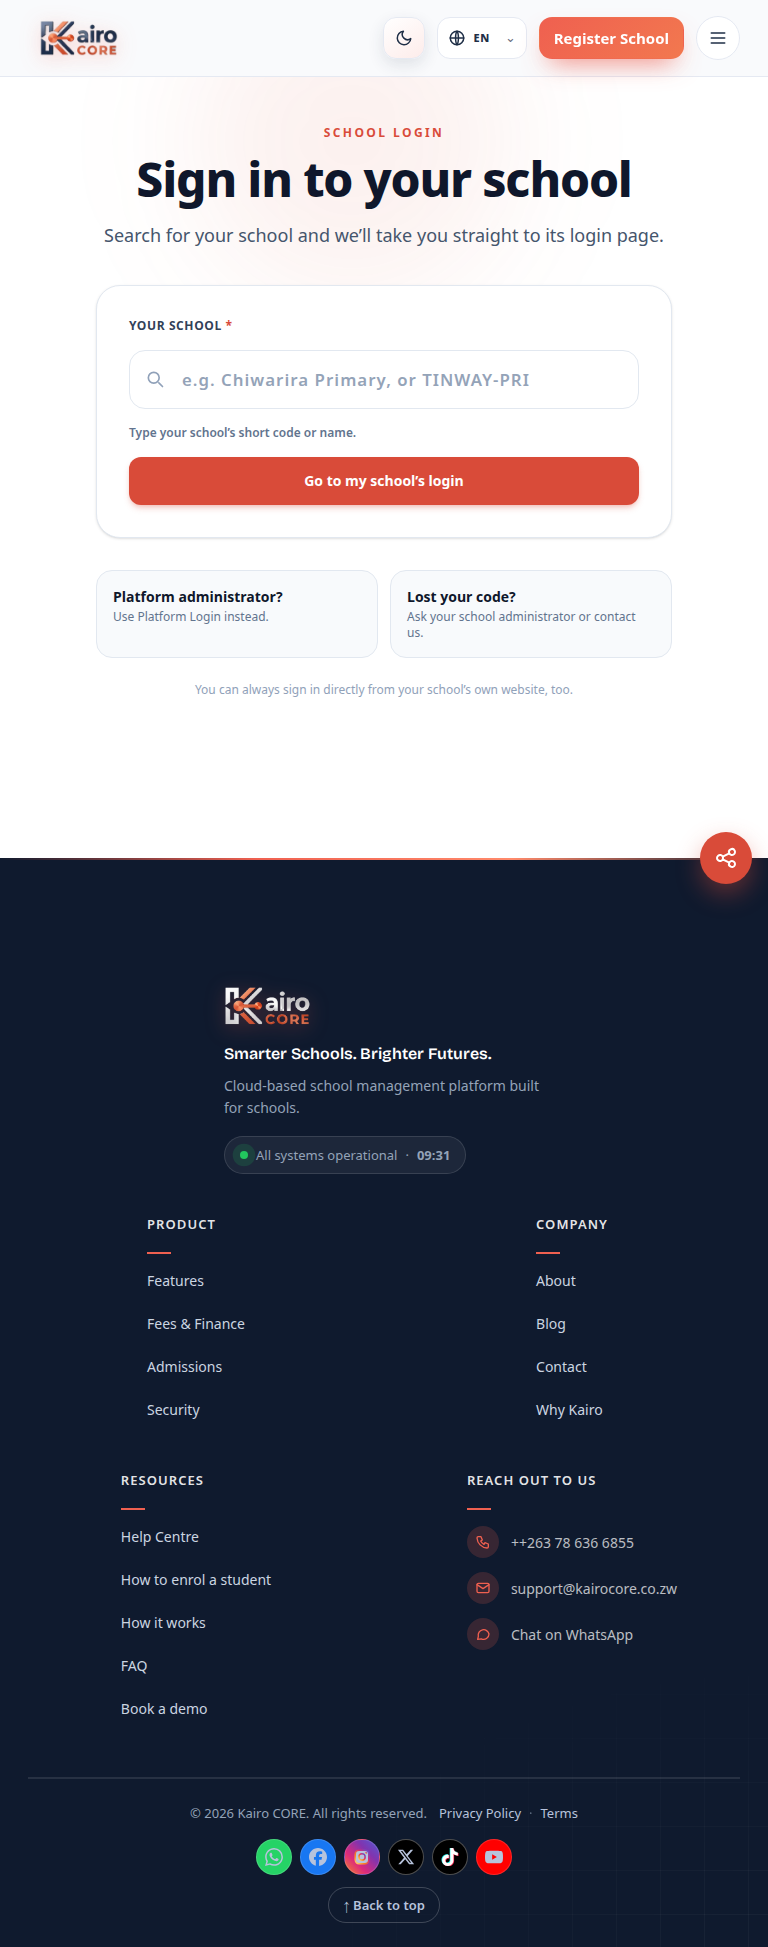 Kairo
CORE
EN
Register School
SCHOOL LOGIN
Sign in to your school
Search for your school and we’ll take you straight to its login page.
YOUR SCHOOL *
e.g. Chiwarira Primary, or TINWAY-PRI
Type your school’s short code or name.
Go to my school’s login
Platform administrator?
Use Platform Login instead.
Lost your code?
Ask your school administrator or contact
us.
You can always sign in directly from your school’s own website, too.
Kairo
CORE
Smarter Schools. Brighter Futures.
Cloud-based school management platform built
for schools.
All systems operational · 09:31
PRODUCT
Features
Fees & Finance
Admissions
Security
COMPANY
About
Blog
Contact
Why Kairo
RESOURCES
Help Centre
How to enrol a student
How it works
FAQ
Book a demo
REACH OUT TO US
++263 78 636 6855
support@kairocore.co.zw
Chat on WhatsApp
© 2026 Kairo CORE. All rights reserved. Privacy Policy · Terms
↑ Back to top